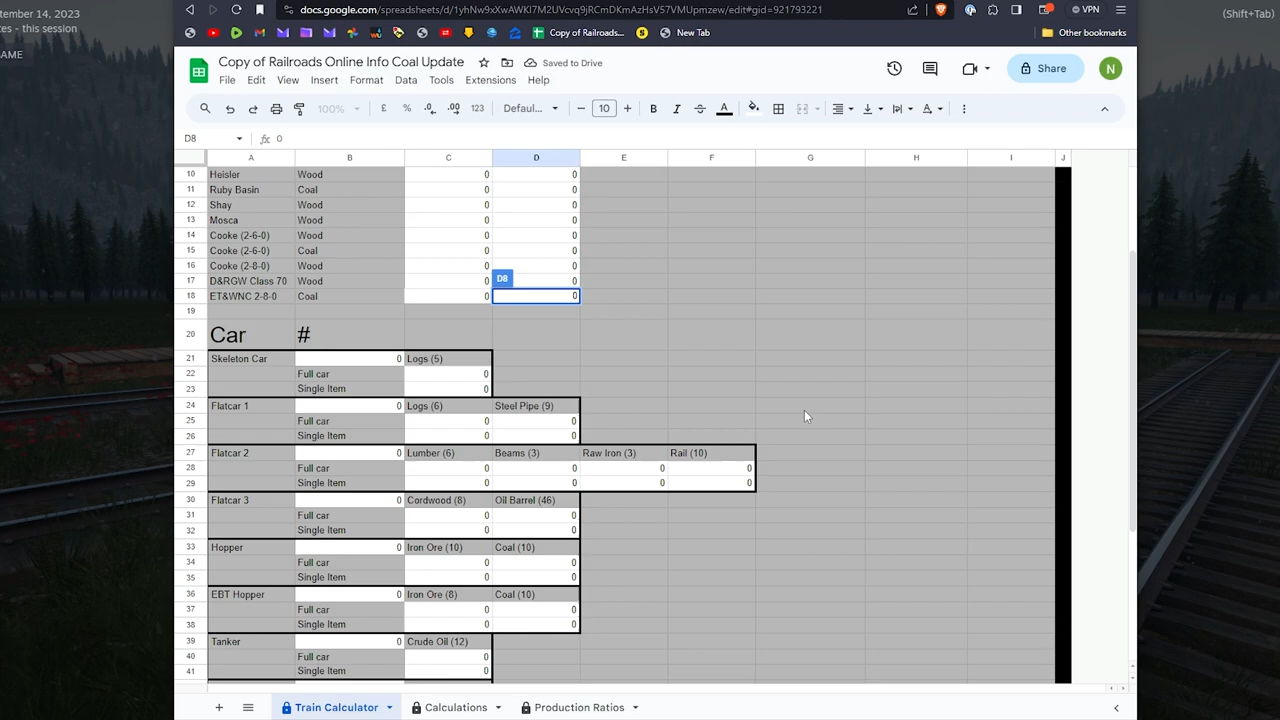 tember 14, 2023
tes - this session
AME
(Shift+Tab)
docs.google.com/spreadsheets/d/1yhNw9xXwAWKI7M2UVcvq9jRCmDKmAzHsV57VMUpmzew/edit#gid=921793221
VPN
Copy of Railroads...
New Tab
Other bookmarks
Copy of Railroads Online Info Coal Update
Saved to Drive
File Edit View Insert Format Data Tools Extensions Help
Share
N
100% £ % .0 .00 123 Defaul... 10 B I S A
D8 fx 0
A B C D E F G H I J
10 Heisler Wood 0 0
11 Ruby Basin Coal 0 0
12 Shay Wood 0 0
13 Mosca Wood 0 0
14 Cooke (2-6-0) Wood 0 0
15 Cooke (2-6-0) Coal 0 0
16 Cooke (2-8-0) Wood 0 0
17 D&RGW Class 70 Wood 0 D8 0
18 ET&WNC 2-8-0 Coal 0 0
19
20 Car #
21 Skeleton Car 0 Logs (5)
22 Full car 0
23 Single Item 0
24 Flatcar 1 0 Logs (6) Steel Pipe (9)
25 Full car 0 0
26 Single Item 0 0
27 Flatcar 2 0 Lumber (6) Beams (3) Raw Iron (3) Rail (10)
28 Full car 0 0 0 0
29 Single Item 0 0 0 0
30 Flatcar 3 0 Cordwood (8) Oil Barrel (46)
31 Full car 0 0
32 Single Item 0 0
33 Hopper 0 Iron Ore (10) Coal (10)
34 Full car 0 0
35 Single Item 0 0
36 EBT Hopper 0 Iron Ore (8) Coal (10)
37 Full car 0 0
38 Single Item 0 0
39 Tanker 0 Crude Oil (12)
40 Full car 0
41 Single Item 0
Train Calculator Calculations Production Ratios